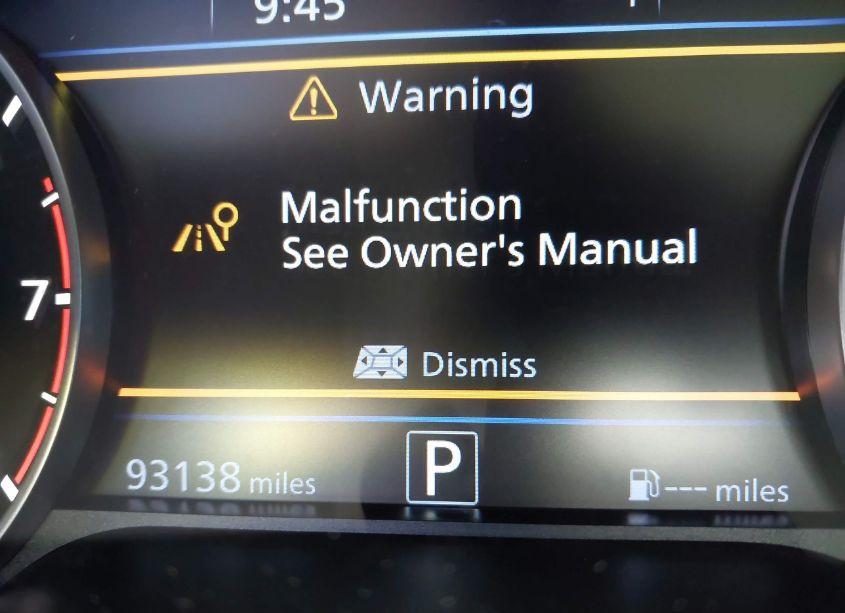 9:45
Warning
Malfunction
See Owner's Manual
Dismiss
7
93138 miles
P
--- miles